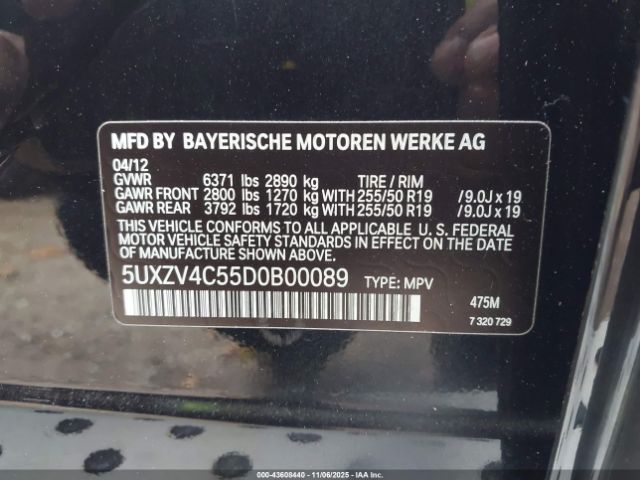 MFD BY BAYERISCHE MOTOREN WERKE AG
04/12
GVWR 6371 lbs 2890 kg TIRE / RIM
GAWR FRONT 2800 lbs 1270 kg WITH 255/50 R19 /9.0J x 19
GAWR REAR 3792 lbs 1720 kg WITH 255/50 R19 /9.0J x 19
THIS VEHICLE CONFORMS TO ALL APPLICABLE U. S. FEDERAL
MOTOR VEHICLE SAFETY STANDARDS IN EFFECT ON THE DATE
OF MANUFACTURE SHOWN ABOVE.
5UXZV4C55D0B00089 TYPE: MPV
475M
7 320 729
000-43608440 - 11/06/2025 - IAAI.COM